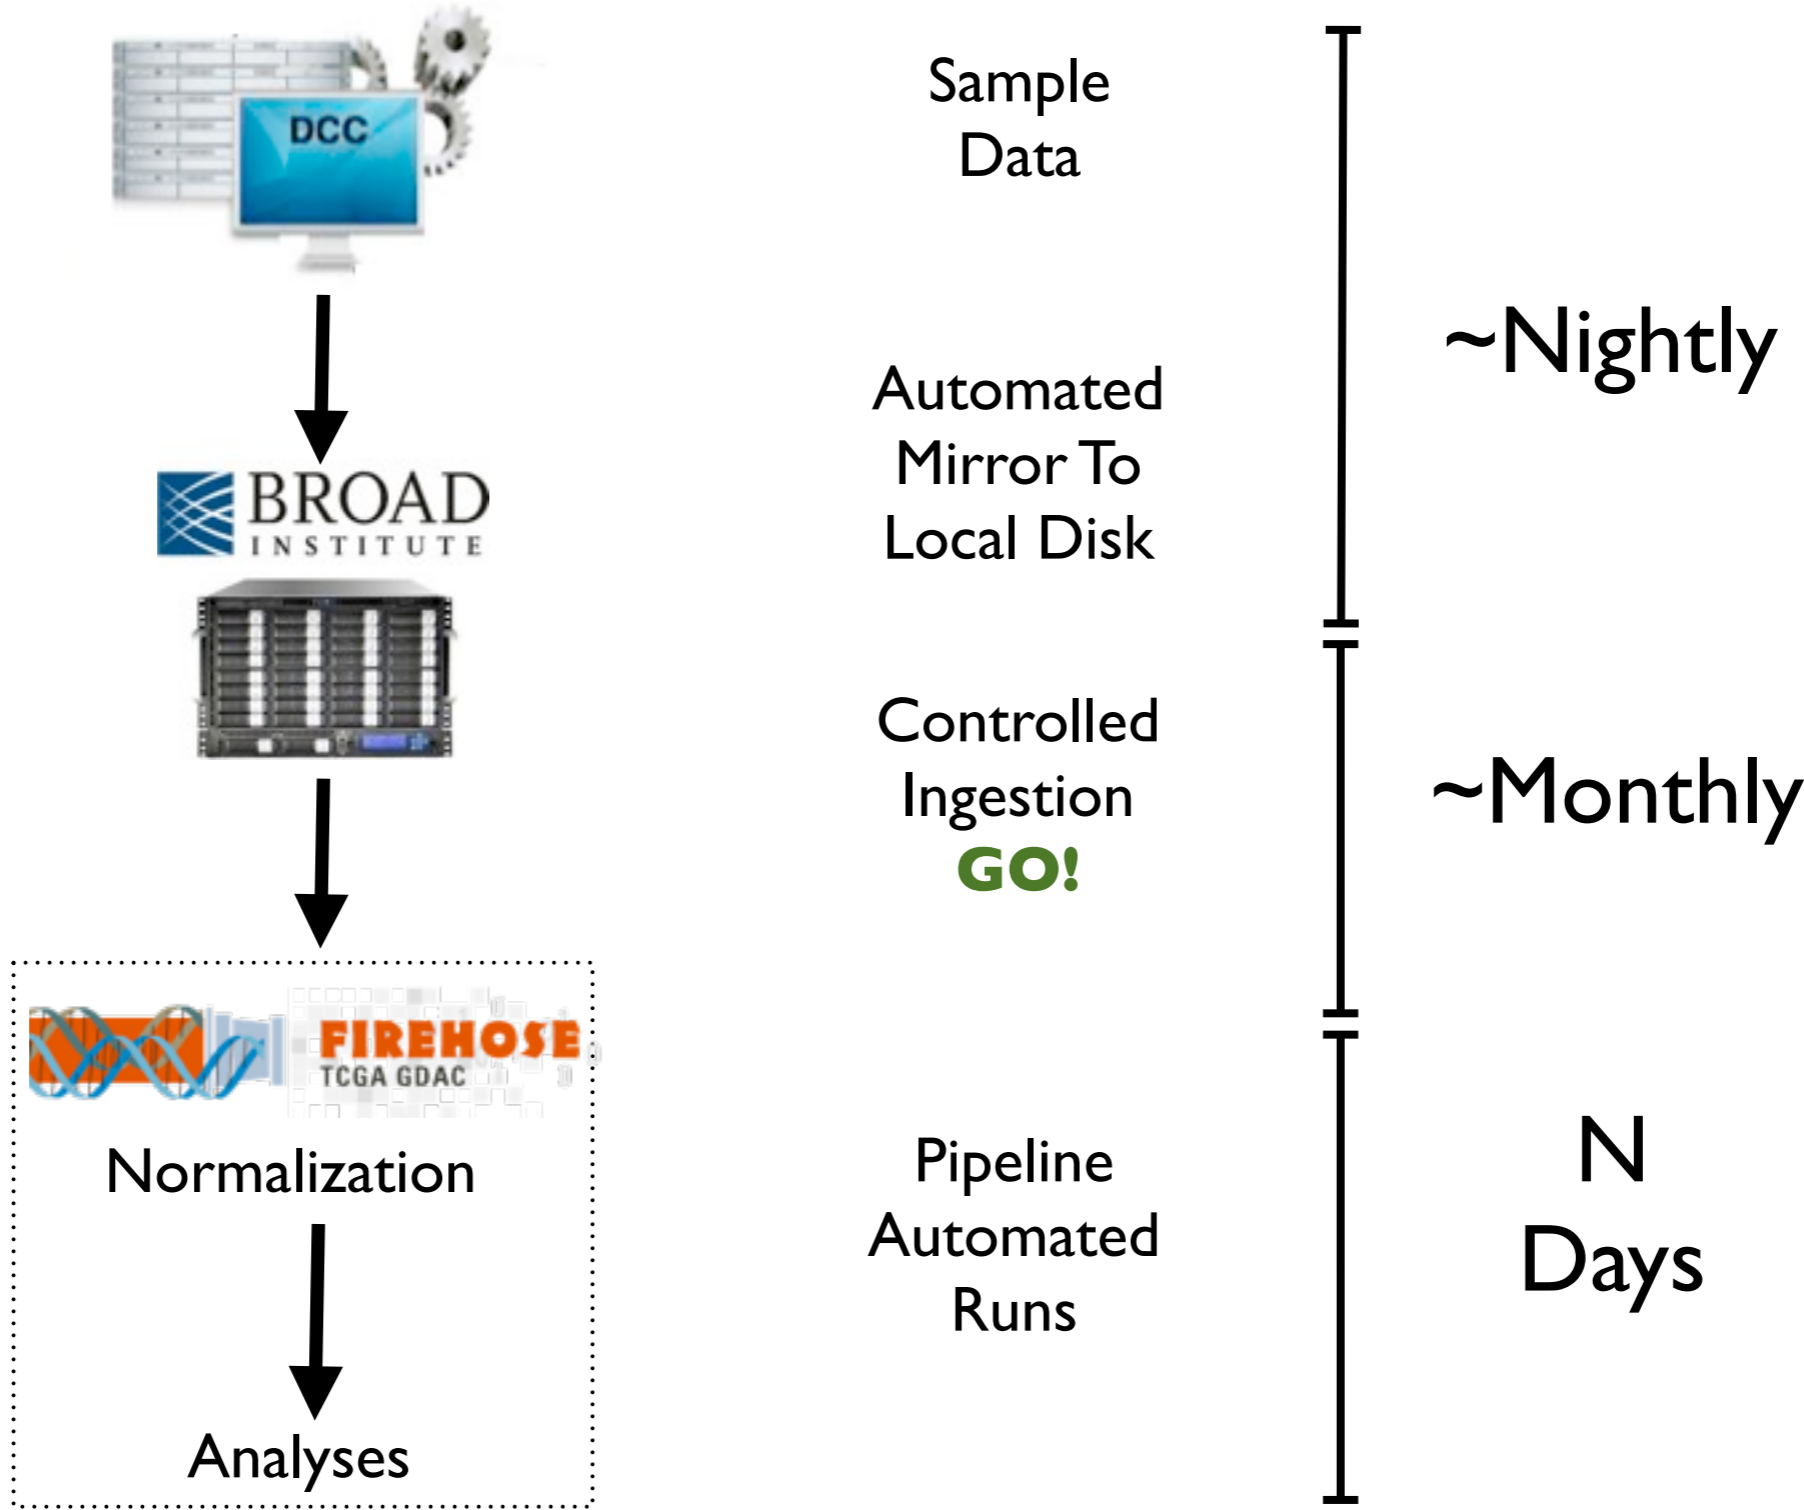 DCC
Sample
Data
~Nightly
Automated
Mirror To
Local Disk
BROAD
INSTITUTE
Controlled
Ingestion
GO!
~Monthly
FIREHOSE
TCGA GDAC
Normalization
Pipeline
Automated
Runs
N
Days
Analyses